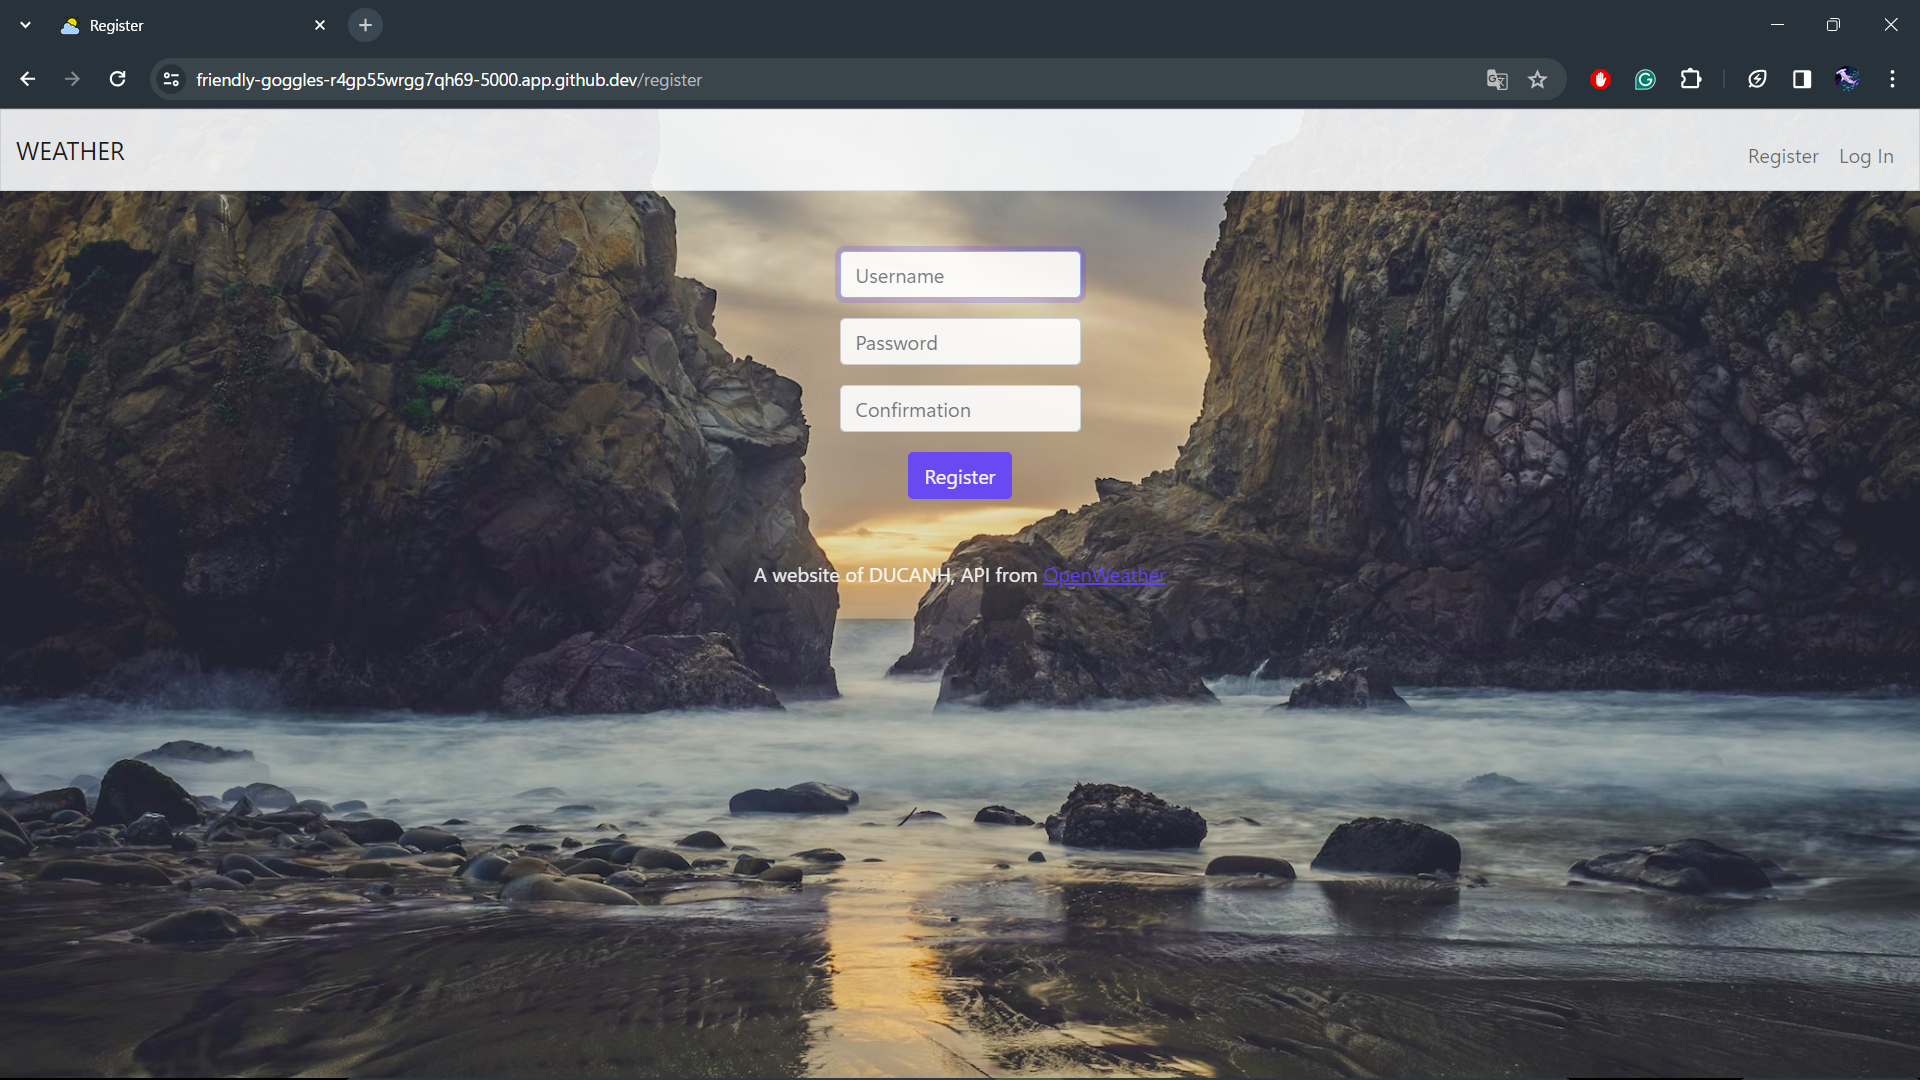 Register
friendly-goggles-r4gp55wrgg7qh69-5000.app.github.dev/register
WEATHER
Register Log In
Username
Password
Confirmation
Register
A website of DUCANH, API from OpenWeather